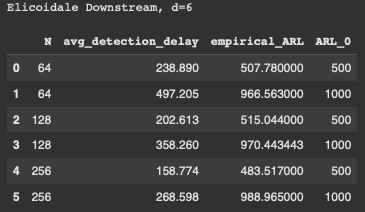 Elicoidale Downstream, d=6
N avg_detection_delay empirical_ARL ARL_0
0 64 238.890 507.780000 500
1 64 497.205 966.563000 1000
2 128 202.613 515.044000 500
3 128 358.260 970.443443 1000
4 256 158.774 483.517000 500
5 256 268.598 988.965000 1000